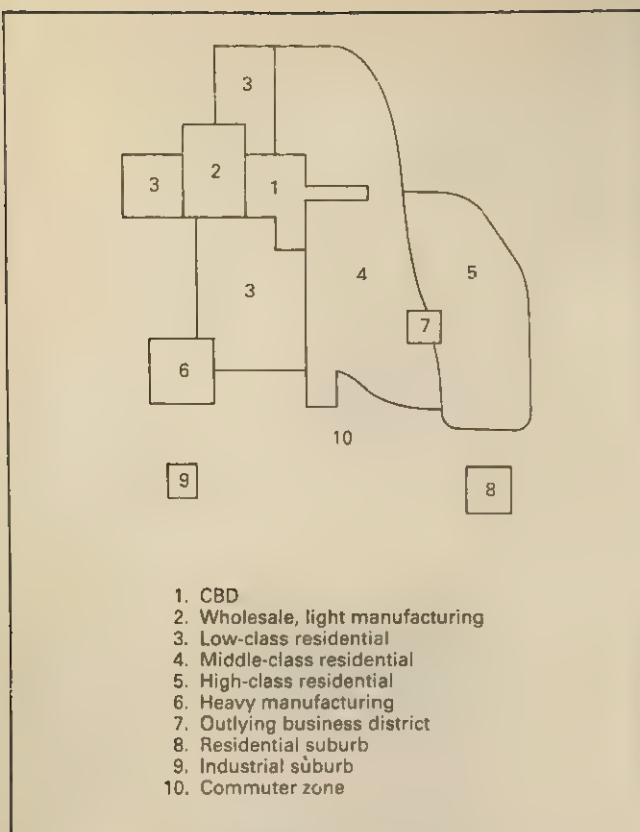 3
3
2
1
3
4
5
7
6
10
9
8
1. CBD
2. Wholesale, light manufacturing
3. Low-class residential
4. Middle-class residential
5. High-class residential
6. Heavy manufacturing
7. Outlying business district
8. Residential suburb
9. Industrial suburb
10. Commuter zone